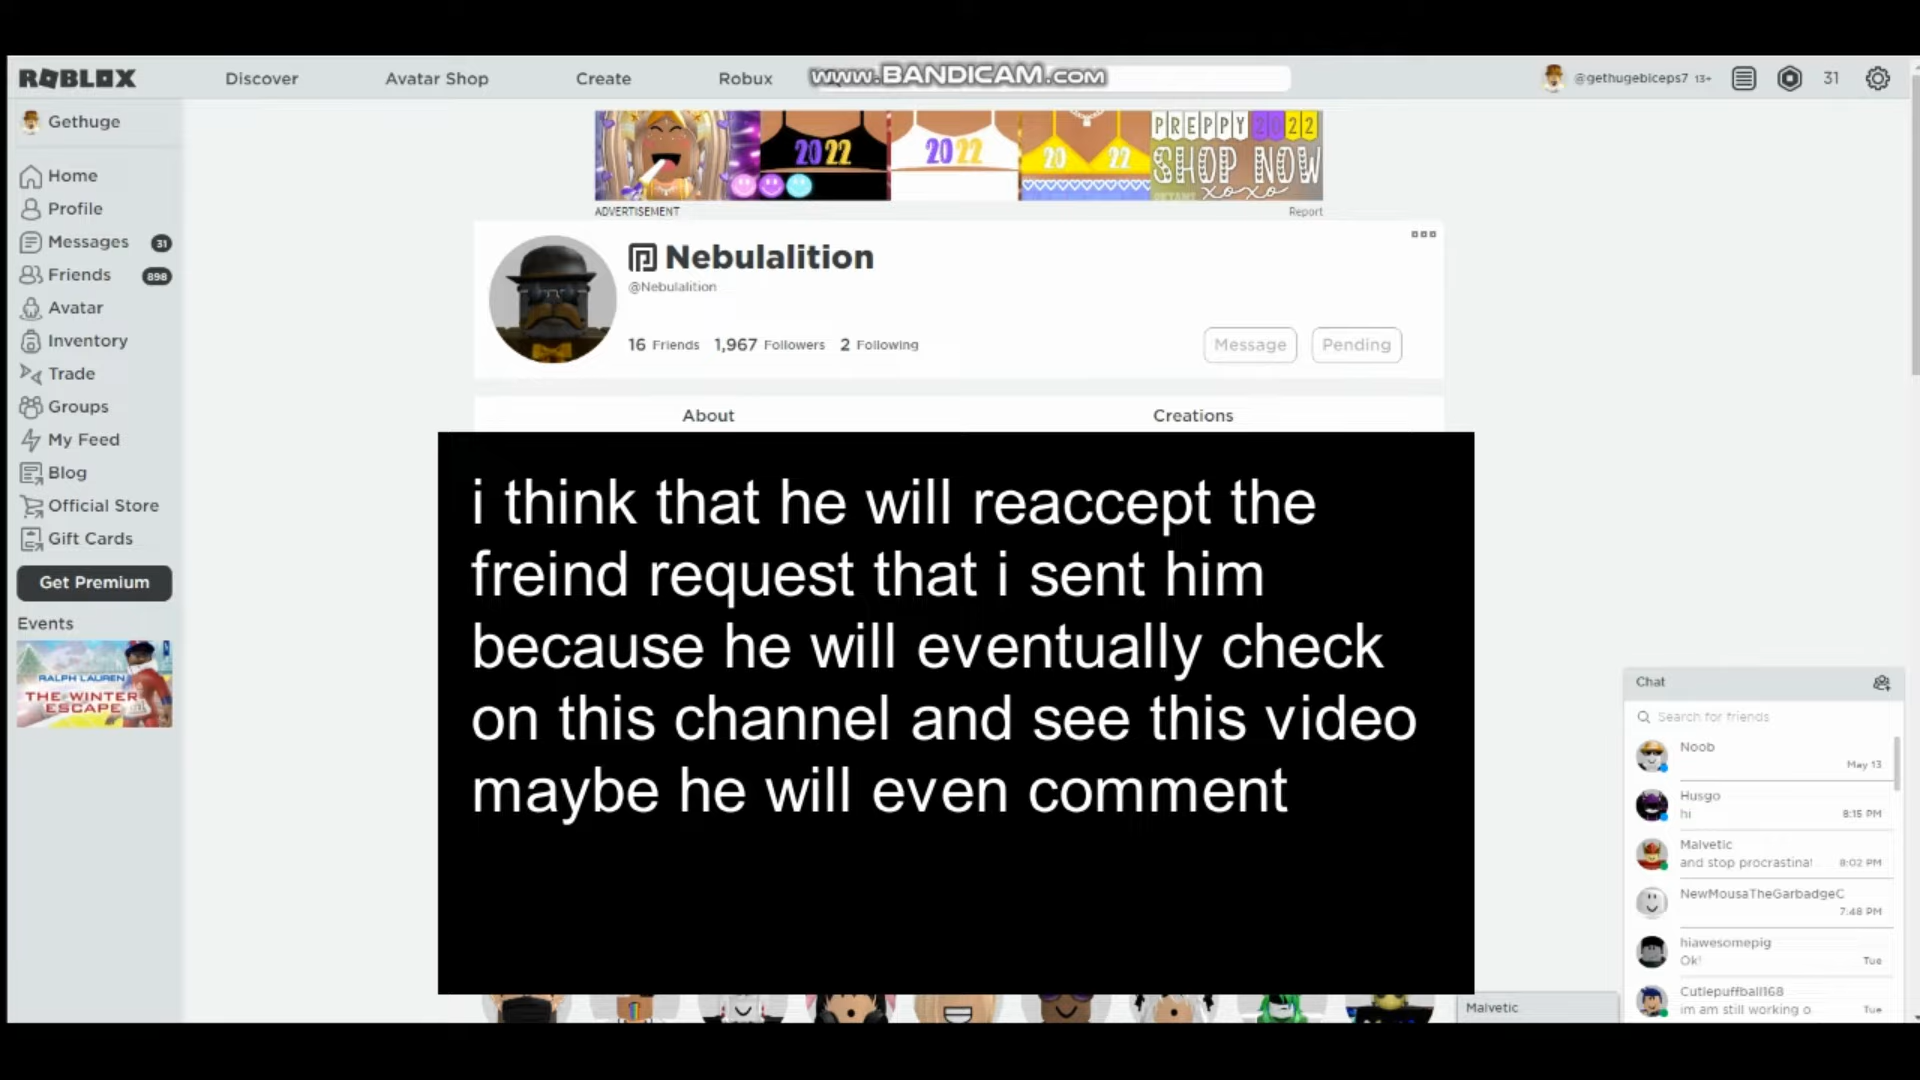 ROBLOX
Discover
Avatar Shop
Create
Robux
www.BANDICAM.com
@gethugebiceps7 13+
31
Gethuge
Home
Profile
Messages 31
Friends 898
Avatar
Inventory
Trade
Groups
My Feed
Blog
Official Store
Gift Cards
Get Premium
Events
RALPH LAUREN
THE WINTER
ESCAPE
2022
2022
20 22
PREPPY 2022
SHOP NOW
xoxo
ADVERTISEMENT
Report
Nebulalition
@Nebulalition
16 Friends 1,967 Followers 2 Following
Message
Pending
About
Creations
i think that he will reaccept the
freind request that i sent him
because he will eventually check
on this channel and see this video
maybe he will even comment
Chat
Search for friends
Noob
May 13
Husgo
hi 8:15 PM
Malvetic
and stop procrastinat 8:02 PM
NewMousaTheGarbadgeC
7:48 PM
hiawesomepig
Ok! Tue
Cutiepuffball168
im am still working o Tue
Malvetic